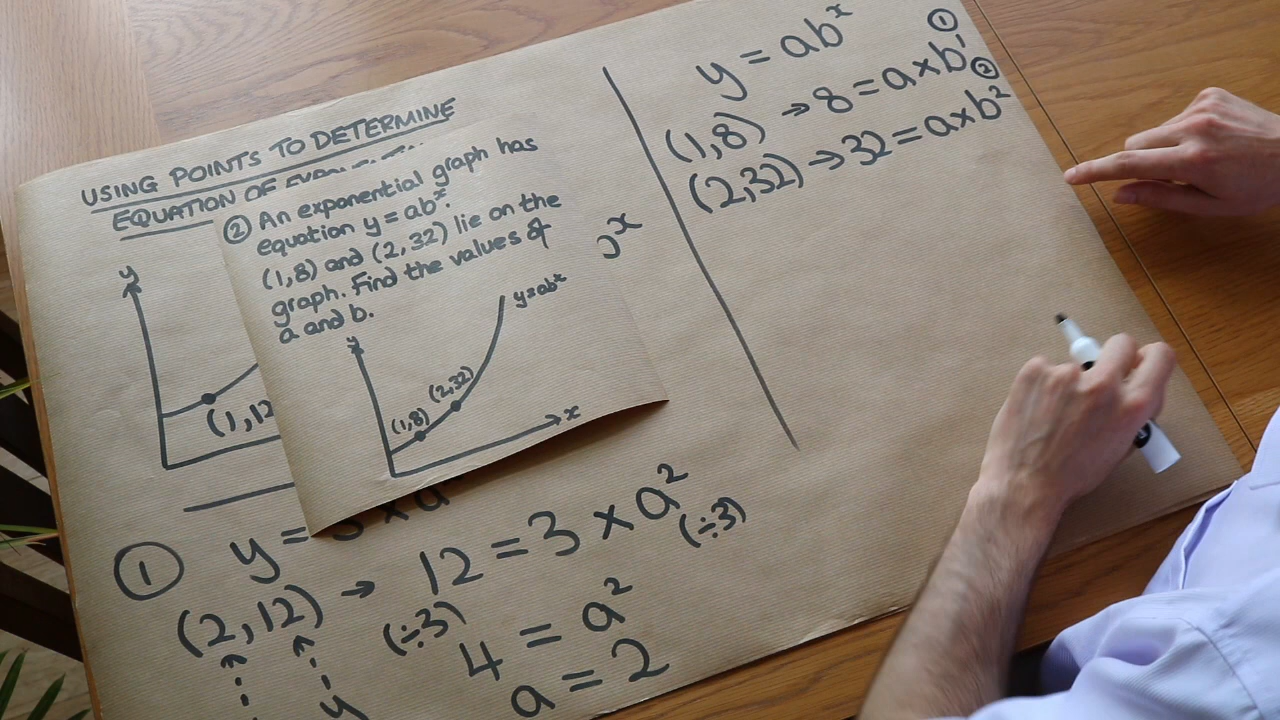 USING POINTS TO DETERMINE
EQUATION OF
② An exponential graph has
equation y = abˣ.
(1,8) and (2,32) lie on the
graph. Find the values of
a and b.
y
(1,12
y
(1,8)
(2,32)
y=abˣ
x
x
① y =
(2,12) → 12 = 3 × a²
(÷3) (÷3)
4 = a²
a = 2
y
y = abˣ
(1,8) → 8 = a×b¹ ①
(2,32) → 32 = a×b² ②